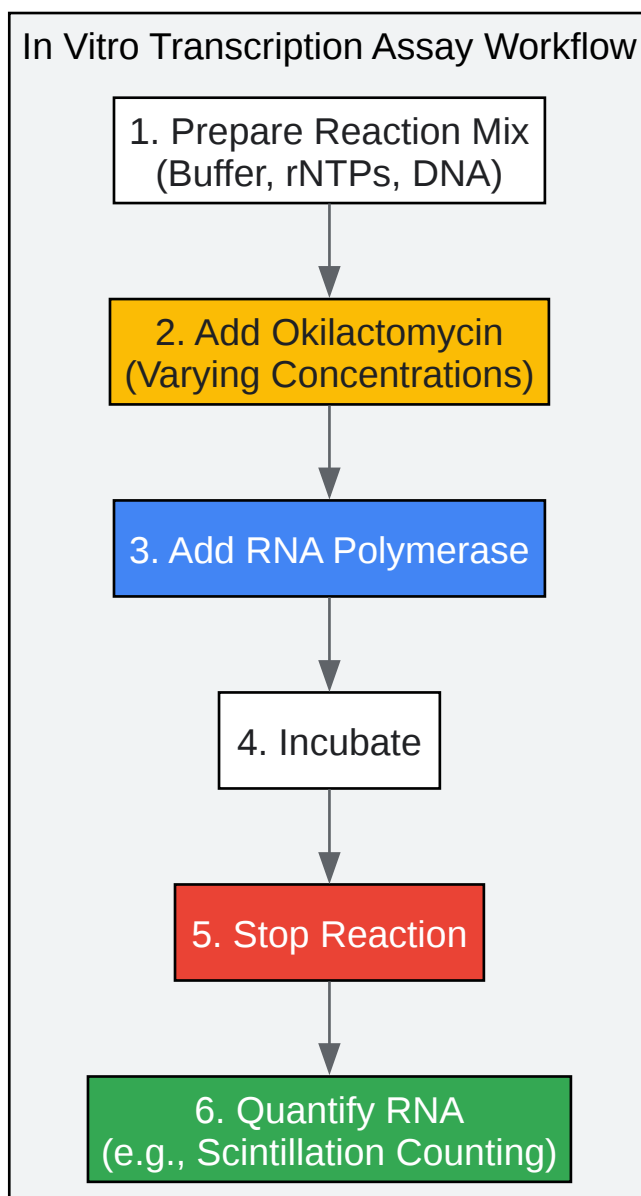 In Vitro Transcription Assay Workflow
1. Prepare Reaction Mix
(Buffer, rNTPs, DNA)
2. Add Okilactomycin
(Varying Concentrations)
3. Add RNA Polymerase
4. Incubate
5. Stop Reaction
6. Quantify RNA
(e.g., Scintillation Counting)